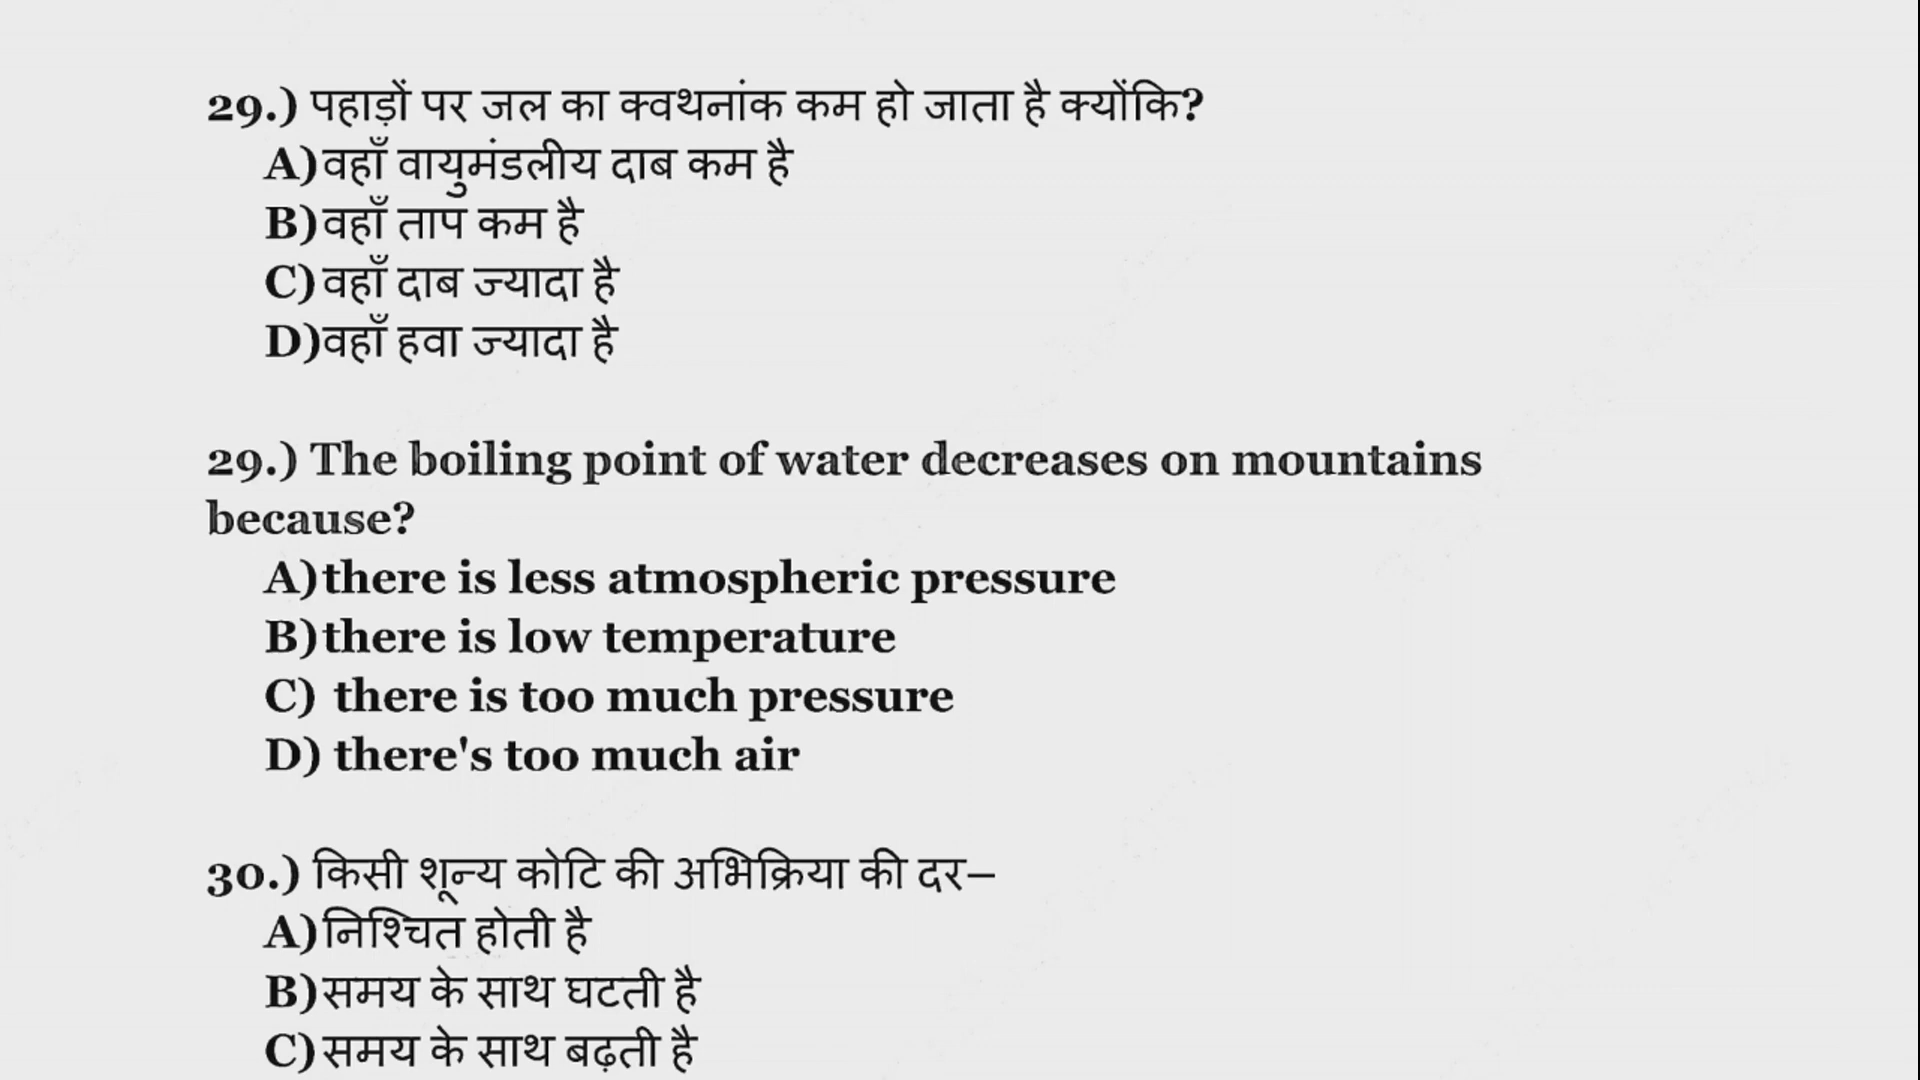 29.) पहाड़ों पर जल का क्वथनांक कम हो जाता है क्योंकि?
A)वहाँ वायुमंडलीय दाब कम है
B)वहाँ ताप कम है
C)वहाँ दाब ज्यादा है
D)वहाँ हवा ज्यादा है
29.) The boiling point of water decreases on mountains
because?
A)there is less atmospheric pressure
B)there is low temperature
C) there is too much pressure
D) there's too much air
30.) किसी शून्य कोटि की अभिक्रिया की दर–
A)निश्चित होती है
B)समय के साथ घटती है
C)समय के साथ बढ़ती है